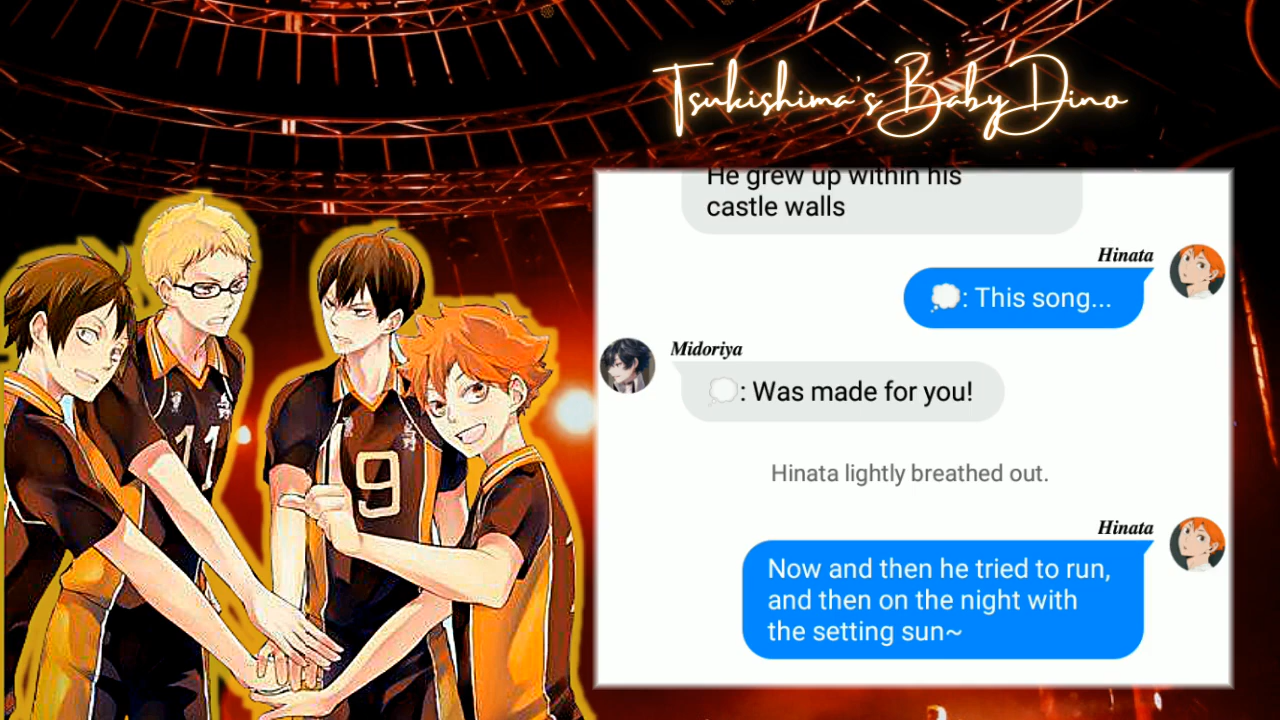 Tsukishima's Baby Dino
He grew up within his
castle walls
Hinata
💭: This song...
Midoriya
💭: Was made for you!
Hinata lightly breathed out.
Hinata
Now and then he tried to run,
and then on the night with
the setting sun~
11
9